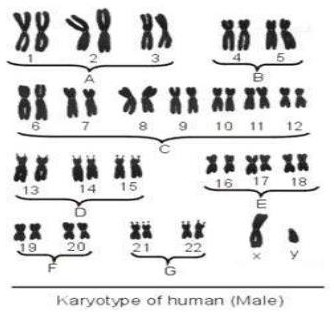 1 2 3 4 5
A B
6 7 8 9 10 11 12
C
13 14 15 16 17 18
D E
19 20 21 22 x y
F G
Karyotype of human (Male)